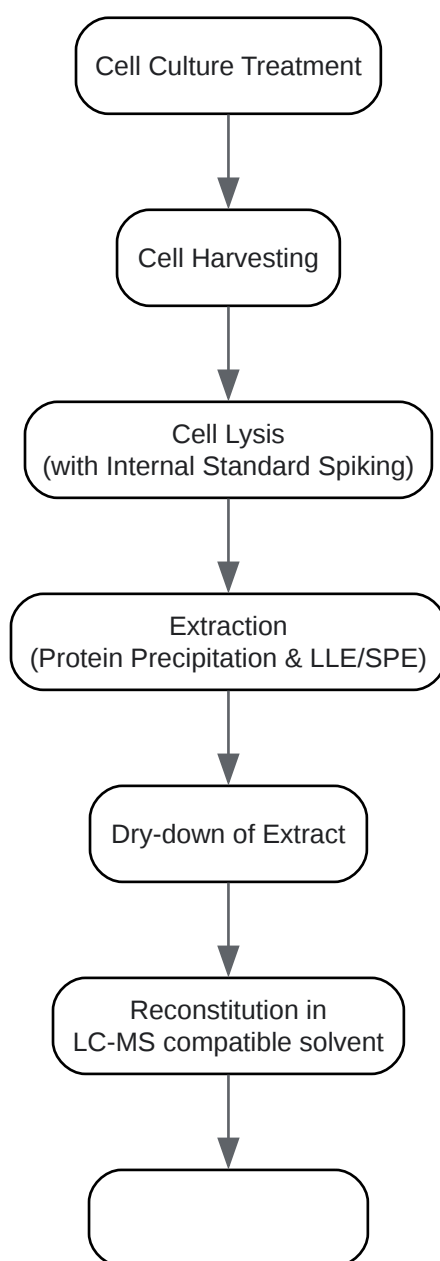 Cell Culture Treatment
Cell Harvesting
Cell Lysis
(with Internal Standard Spiking)
Extraction
(Protein Precipitation & LLE/SPE)
Dry-down of Extract
Reconstitution in
LC-MS compatible solvent